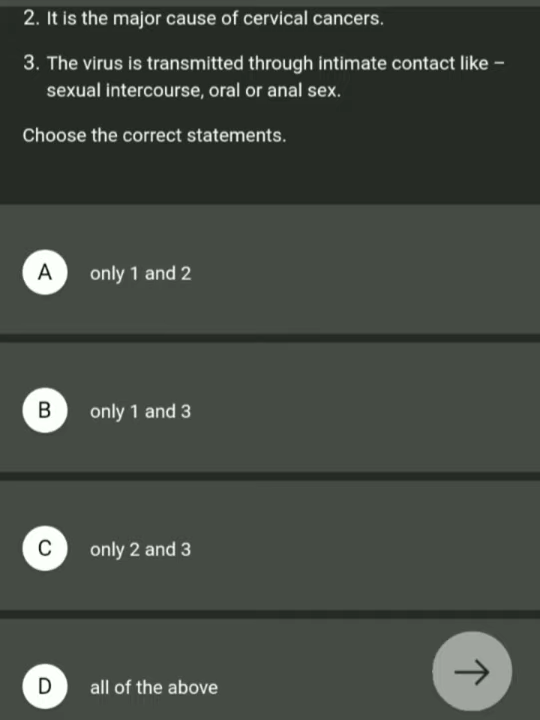 2. It is the major cause of cervical cancers.
3. The virus is transmitted through intimate contact like –
sexual intercourse, oral or anal sex.
Choose the correct statements.
A only 1 and 2
B only 1 and 3
C only 2 and 3
D all of the above